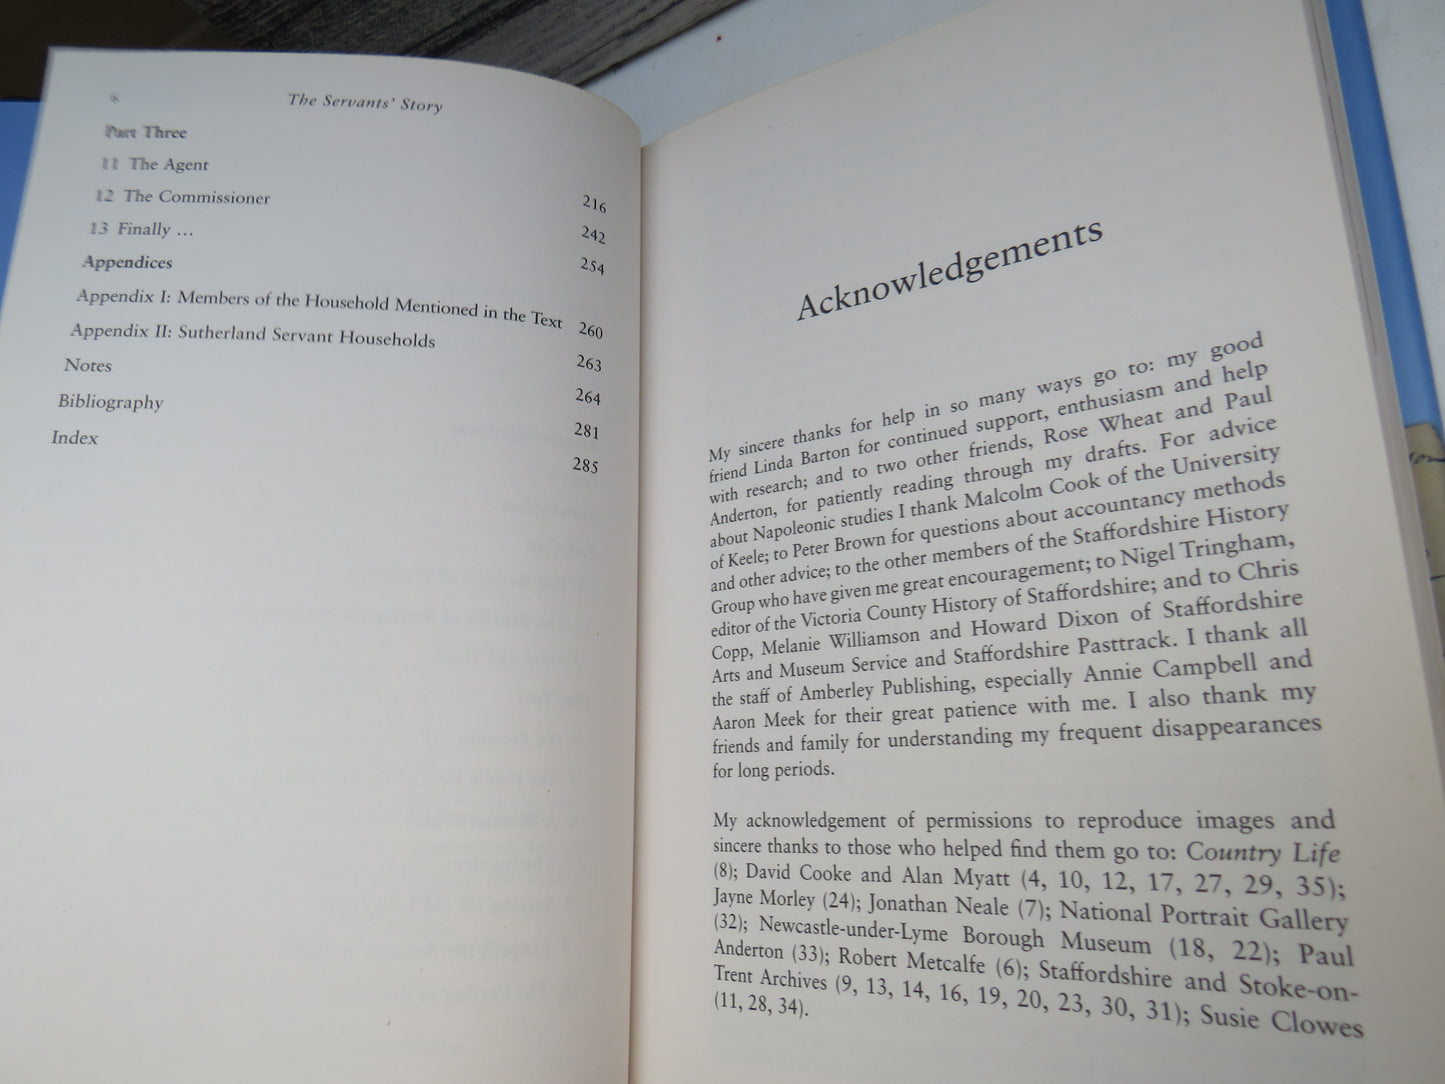 The Servants' Story
Part Three
11 The Agent 216
12 The Commissioner 242
13 Finally … 254
Appendices
Appendix I: Members of the Household Mentioned in the Text 260
Appendix II: Sutherland Servant Households 263
Notes 264
Bibliography 281
Index 285
Acknowledgements
My sincere thanks for help in so many ways go to: my good
friend Linda Barton for continued support, enthusiasm and help
with research; and to two other friends, Rose Wheat and Paul
Anderton, for patiently reading through my drafts. For advice
about Napoleonic studies I thank Malcolm Cook of the University
of Keele; to Peter Brown for questions about accountancy methods
and other advice; to the other members of the Staffordshire History
Group who have given me great encouragement; to Nigel Tringham,
editor of the Victoria County History of Staffordshire; and to Chris
Copp, Melanie Williamson and Howard Dixon of Staffordshire
Arts and Museum Service and Staffordshire Pasttrack. I thank all
the staff of Amberley Publishing, especially Annie Campbell and
Aaron Meek for their great patience with me. I also thank my
friends and family for understanding my frequent disappearances
for long periods.
My acknowledgement of permissions to reproduce images and
sincere thanks to those who helped find them go to: Country Life
(8); David Cooke and Alan Myatt (4, 10, 12, 17, 27, 29, 35);
Jayne Morley (24); Jonathan Neale (7); National Portrait Gallery
(32); Newcastle-under-Lyme Borough Museum (18, 22); Paul
Anderton (33); Robert Metcalfe (6); Staffordshire and Stoke-on-
Trent Archives (9, 13, 14, 16, 19, 20, 23, 30, 31); Susie Clowes
(11, 28, 34).